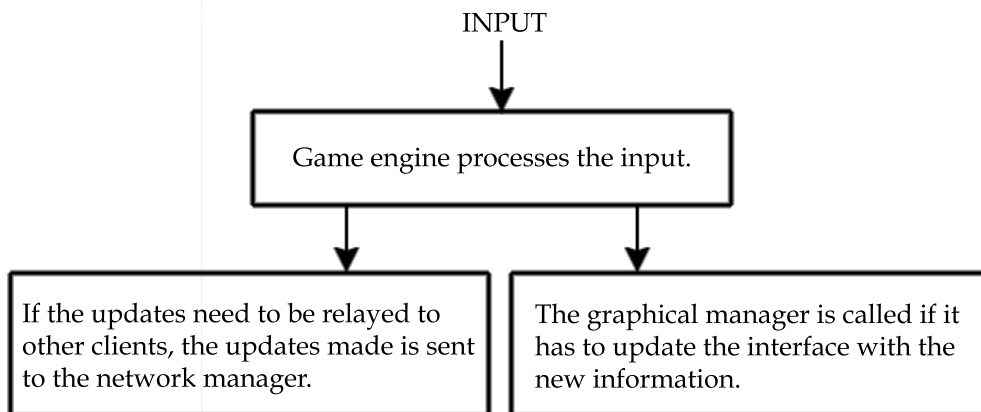 INPUT
Game engine processes the input.
If the updates need to be relayed to
other clients, the updates made is sent
to the network manager.
The graphical manager is called if it
has to update the interface with the
new information.